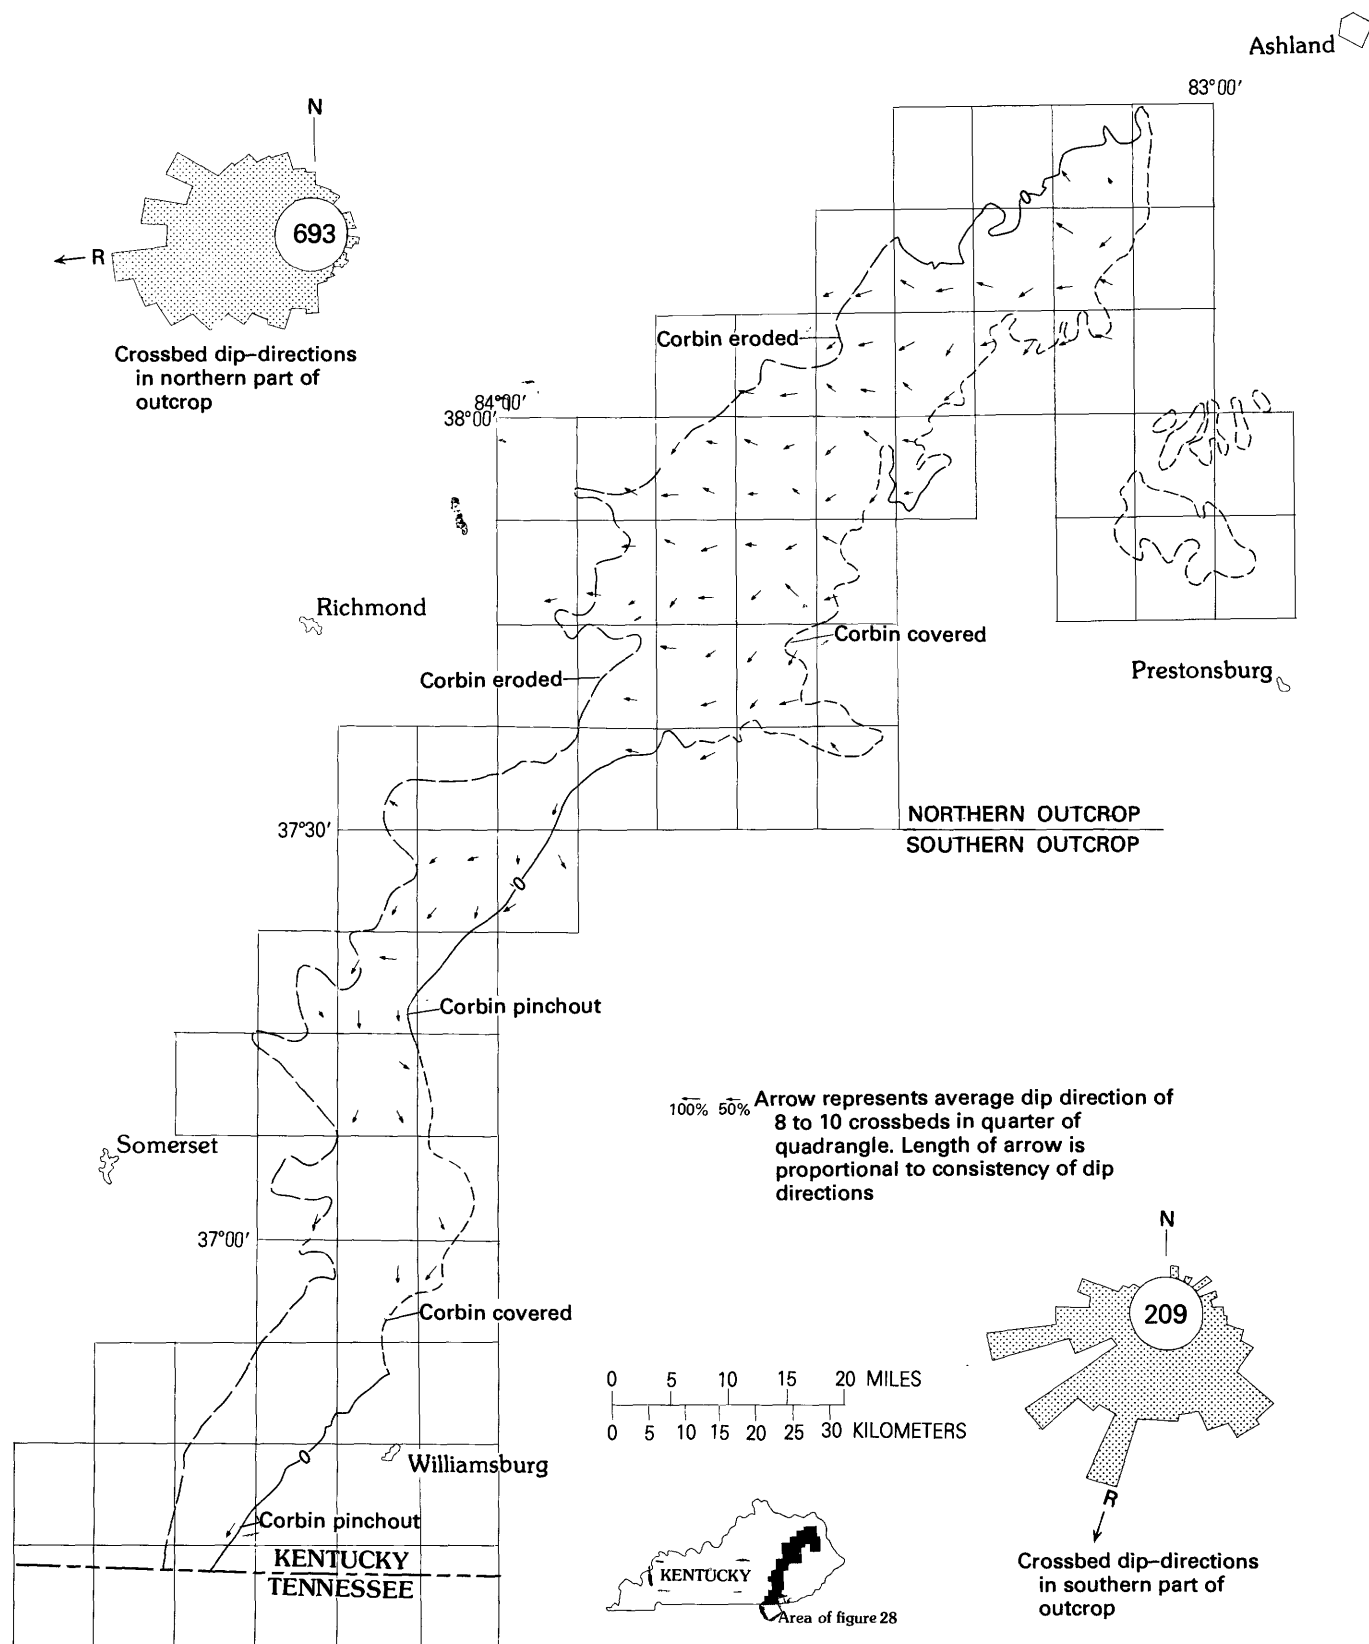 Ashland
83°00′
N
693
R
Crossbed dip-directions
in northern part of
outcrop
Corbin eroded
84°00′
38°00′
Richmond
Corbin covered
Prestonsburg
Corbin eroded
NORTHERN OUTCROP
37°30′
SOUTHERN OUTCROP
0
Corbin pinchout
100% 50% Arrow represents average dip direction of
8 to 10 crossbeds in quarter of
quadrangle. Length of arrow is
proportional to consistency of dip
directions
Somerset
37°00′
N
209
Corbin covered
0 5 10 15 20 MILES
0 5 10 15 20 25 30 KILOMETERS
0
Williamsburg
R
Corbin pinchout
KENTUCKY
TENNESSEE
KENTUCKY
Area of figure 28
Crossbed dip-directions
in southern part of
outcrop